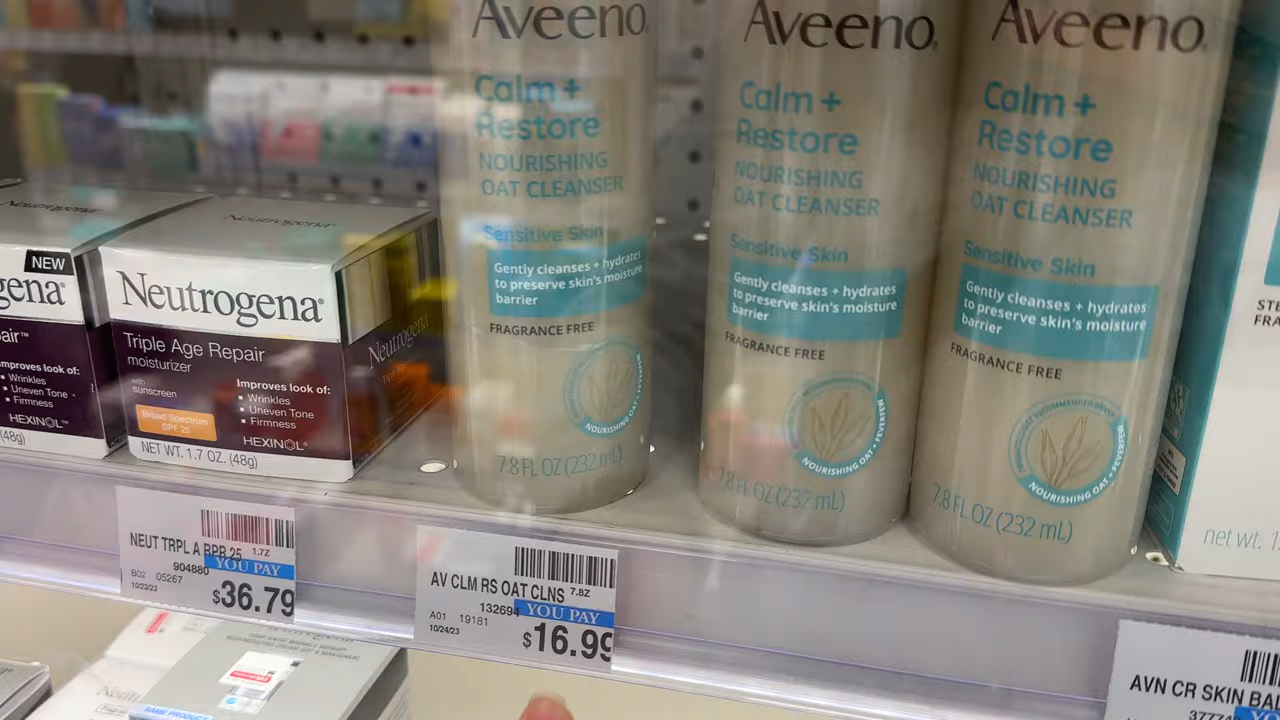 Neutrogena
Neutrogena
NEW
Neutrogena®
Triple Age Repair
moisturizer
with
sunscreen
Broad Spectrum
SPF 25
Improves look of:
▪ Wrinkles
▪ Uneven Tone
▪ Firmness
HEXINOL®
NET WT. 1.7 OZ. (48g)
Neutrogena
improves look of:
▪ Wrinkles
▪ Uneven Tone
▪ Firmness
HEXINOL™
(48g)
Aveeno
Calm +
Restore
NOURISHING
OAT CLEANSER
Sensitive Skin
Gently cleanses + hydrates
to preserve skin's moisture
barrier
FRAGRANCE FREE
NOURISHING OAT • FEVERFEW
7.8 FL OZ (232 mL)
Aveeno
Calm +
Restore
NOURISHING
OAT CLEANSER
Sensitive Skin
Gently cleanses + hydrates
to preserve skin's moisture
barrier
FRAGRANCE FREE
NOURISHING OAT • FEVERFEW
7.8 FL OZ (232 mL)
Aveeno
Calm +
Restore
NOURISHING
OAT CLEANSER
Sensitive Skin
Gently cleanses + hydrates
to preserve skin's moisture
barrier
FRAGRANCE FREE
NOURISHING OAT • FEVERFEW
7.8 FL OZ (232 mL)
net wt.
NEUT TRPL A RPR 25 1.7Z
904880 YOU PAY
B02 05267
10/23/23
$36.79
AV CLM RS OAT CLNS 7.8Z
132694 YOU PAY
A01 19181
10/24/23
$16.99
AVN CR SKIN BAL
SAME PRODUCT